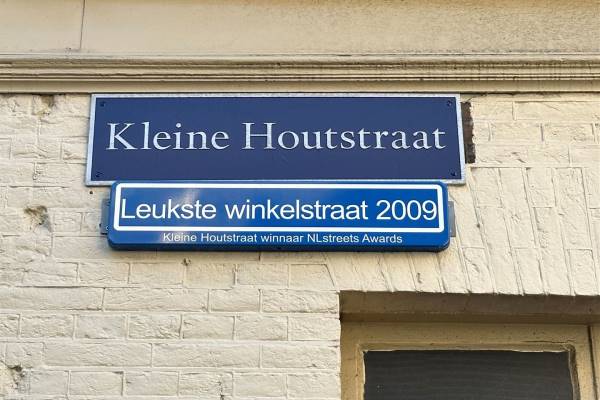 Kleine Houtstraat
Leukste winkelstraat 2009
Kleine Houtstraat winnaar NLstreets Awards